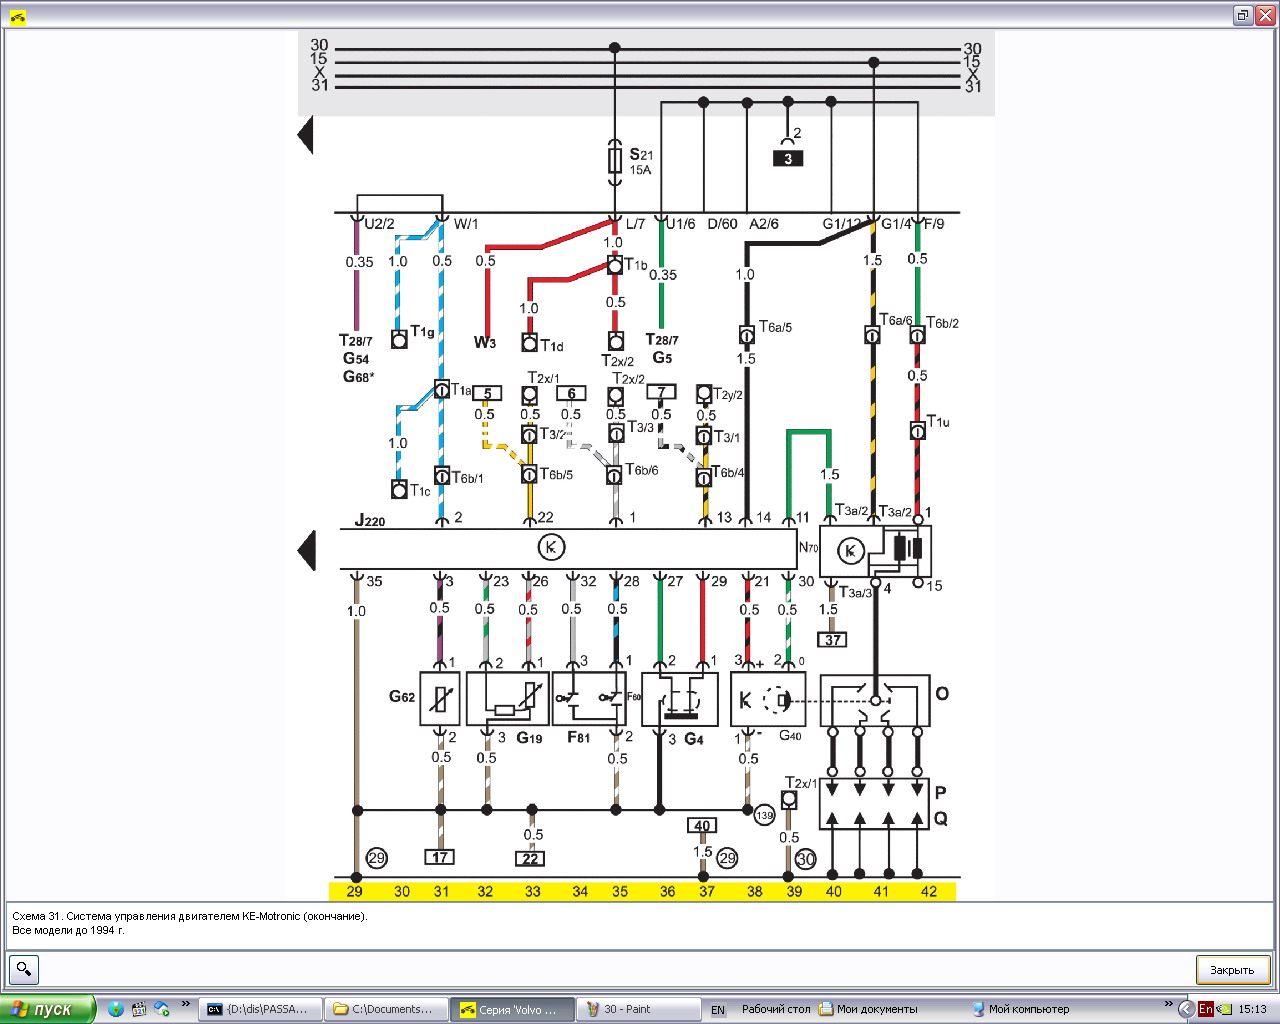 30 30
15 15
X X
31 31
2
3
S21
15A
U2/2 W/1 L/7 U1/6 D/60 A2/6 G1/12 G1/4 F/9
1.0
0.35 1.0 0.5 0.5 T1b 0.35 1.0 1.5 0.5
1.0 0.5
T28/7 T1g W3 T1d T2x/2 T28/7 T6a/5 T6a/6 T6b/2
G54 G5
G68* 1.5 0.5
T1a 5 T2x/1 6 T2x/2 7 T2y/2
0.5 0.5 0.5 0.5 0.5 0.5
1.0 T3/2 T3/3 T3/1 T1u
T1c T6b/1 T6b/5 T6b/6 T6b/4 1.5
J220 2 22 1 13 14 11 T3a/2 T3a/2 1
K N70 K
35 3 23 26 32 28 27 29 21 30 T3a/3 4 15
1.0 0.5 0.5 0.5 0.5 0.5 0.5 0.5 1.5
37
1 2 1 3 1 2 1 3 + 2 0
G62 F60 K O
2 3 G19 F81 2 3 G4 1 - G40
0.5 0.5 0.5 0.5
T2x/1 P
139 Q
0.5 40 0.5
29 17 22 1.5 29 30
29 30 31 32 33 34 35 36 37 38 39 40 41 42
Схема 31. Система управления двигателем KE-Motronic (окончание).
Все модели до 1994 г.
Закрыть
пуск » {D:\dis\PASSA... C:\Documents... Серия 'Volvo ... 30 - Paint EN Рабочий стол Мои документы Мой компьютер » En 15:13